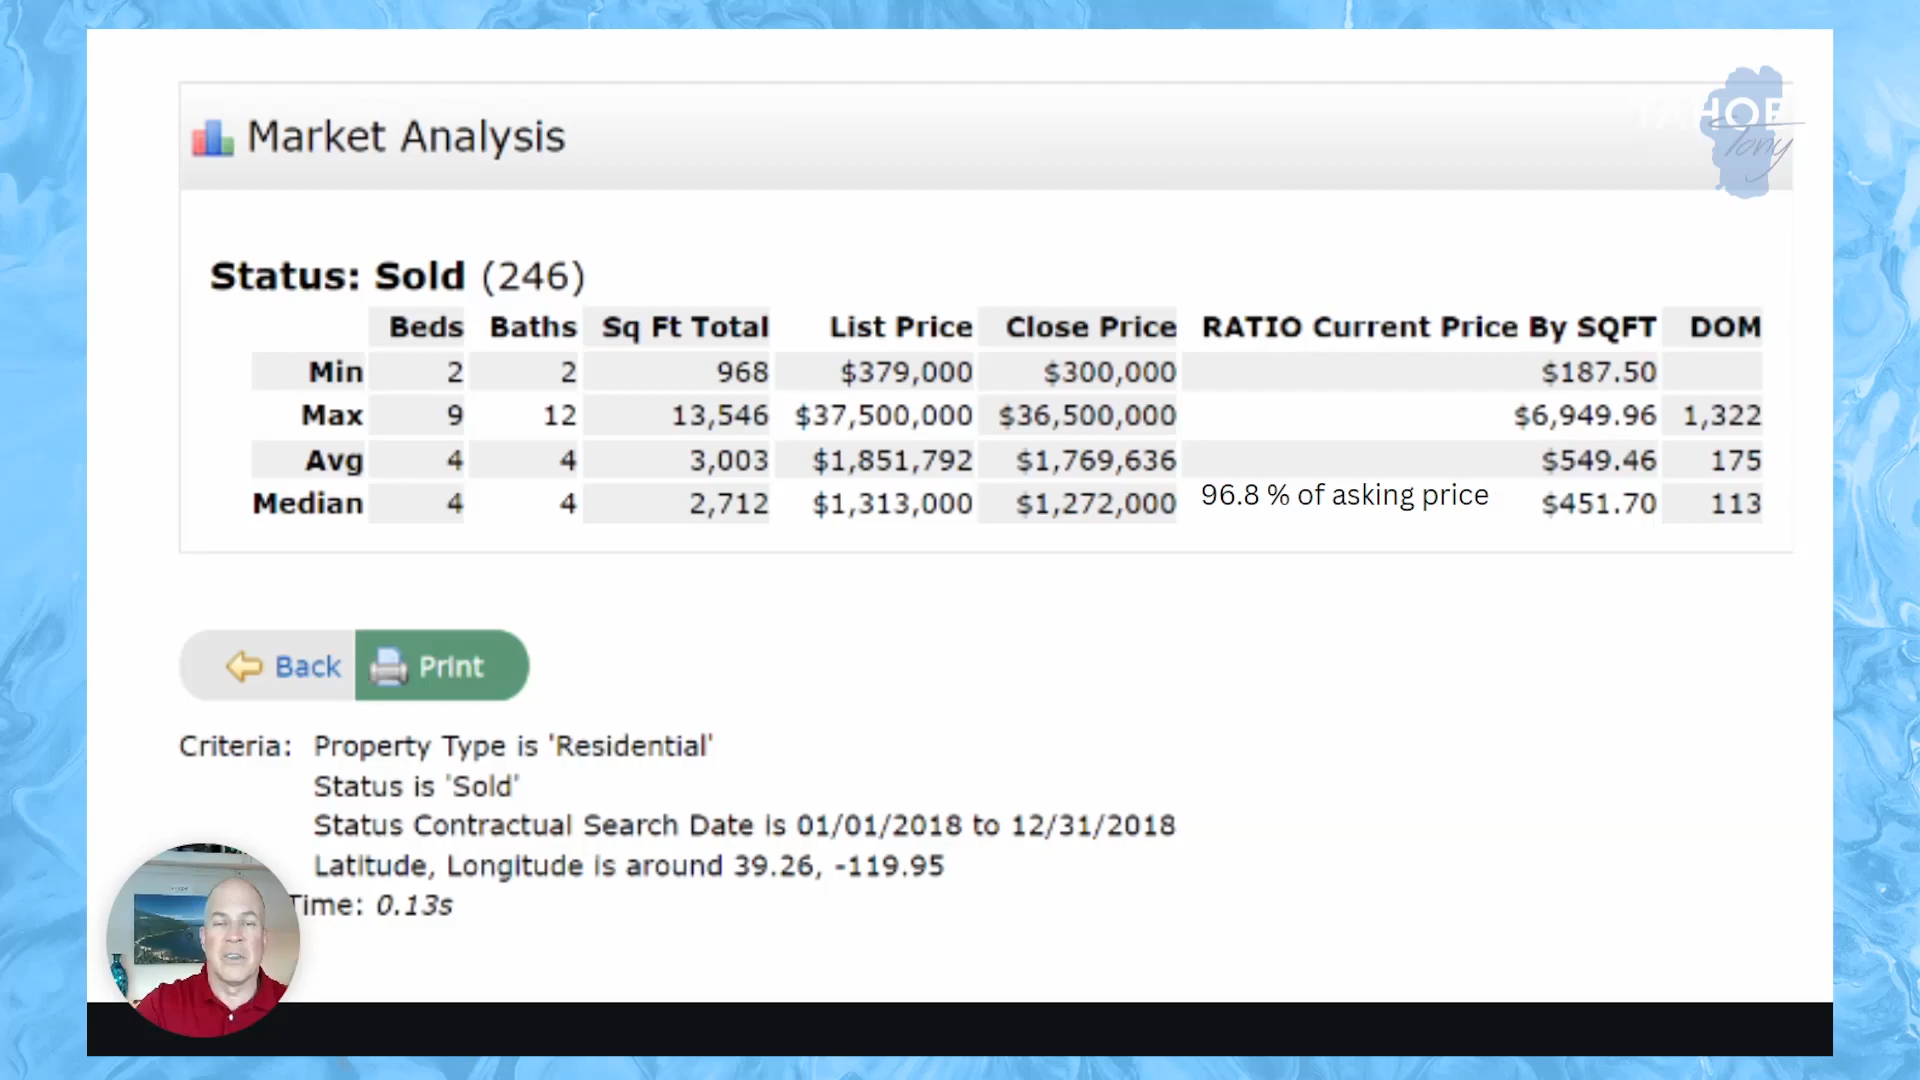 TAHOE
Tony
Market Analysis
Status: Sold (246)
Beds Baths Sq Ft Total List Price Close Price RATIO Current Price By SQFT DOM
Min 2 2 968 $379,000 $300,000 $187.50
Max 9 12 13,546 $37,500,000 $36,500,000 $6,949.96 1,322
Avg 4 4 3,003 $1,851,792 $1,769,636 $549.46 175
Median 4 4 2,712 $1,313,000 $1,272,000 96.8 % of asking price $451.70 113
Back Print
Criteria: Property Type is 'Residential'
Status is 'Sold'
Status Contractual Search Date is 01/01/2018 to 12/31/2018
Latitude, Longitude is around 39.26, -119.95
Time: 0.13s